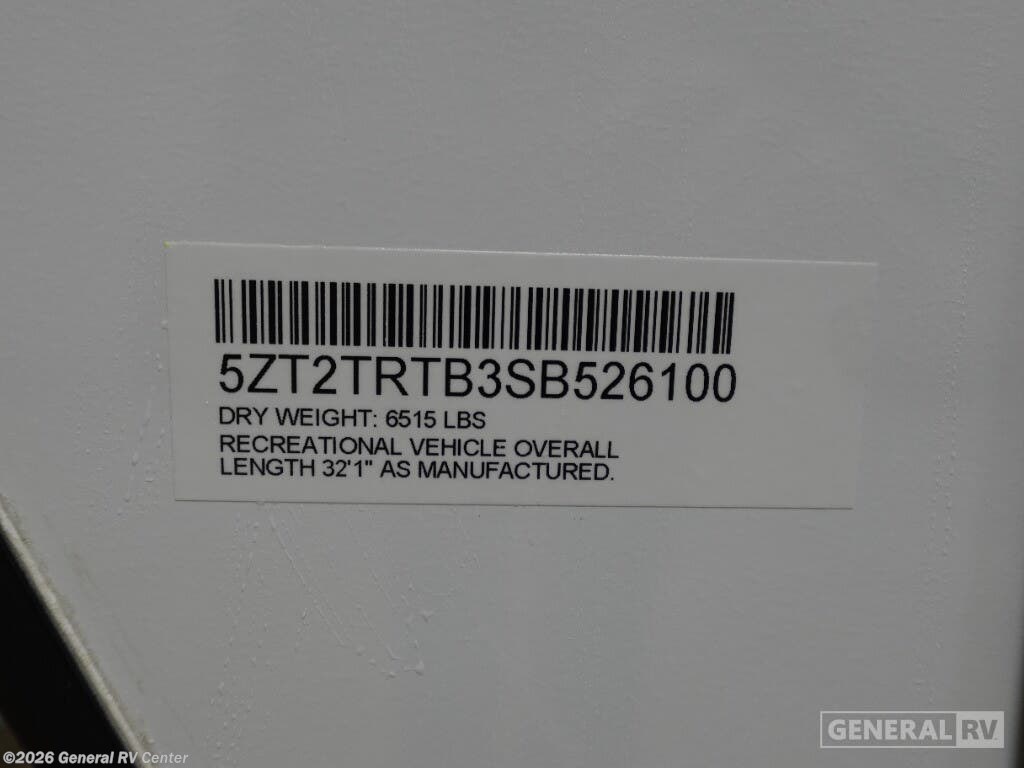 5ZT2TRTB3SB526100
DRY WEIGHT: 6515 LBS
RECREATIONAL VEHICLE OVERALL
LENGTH 32'1" AS MANUFACTURED.
GENERAL RV
©2026 General RV Center